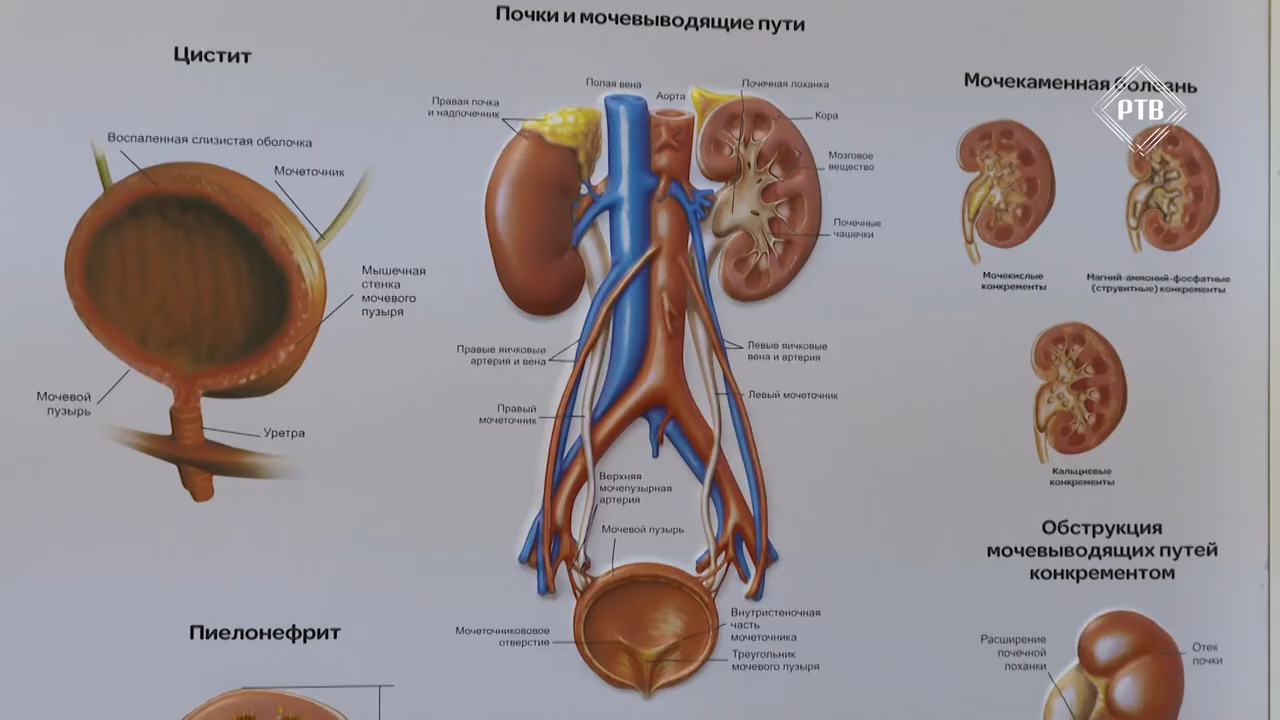 Почки и мочевыводящие пути
Цистит
Воспаленная слизистая оболочка
Мочеточник
Мышечная
стенка
мочевого
пузыря
Мочевой
пузырь
Уретра
Пиелонефрит
Полая вена
Аорта
Почечная лоханка
Правая почка
и надпочечник
Кора
Мозговое
вещество
Почечные
чашечки
Правые яичковые
артерия и вена
Левые яичковые
вена и артерия
Правый
мочеточник
Левый мочеточник
Верхняя
мочепузырная
артерия
Мочевой пузырь
Мочеточниковое
отверстие
Внутристеночная
часть
мочеточника
Треугольник
мочевого пузыря
Мочекаменная болезнь
РТВ
Мочекислые
конкременты
Магний-аммоний-фосфатные
(струвитные) конкременты
Кальциевые
конкременты
Обструкция
мочевыводящих путей
конкрементом
Расширение
почечной
лоханки
Отек
почки